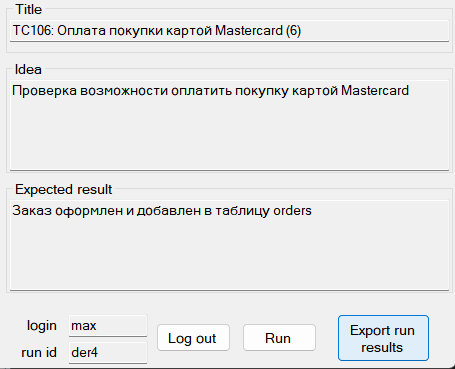 Title
TC106: Оплата покупки картой Mastercard (6)
Idea
Проверка возможности оплатить покупку картой Mastercard
Expected result
Заказ оформлен и добавлен в таблицу orders
login max
run id der4
Log out
Run
Export run
results